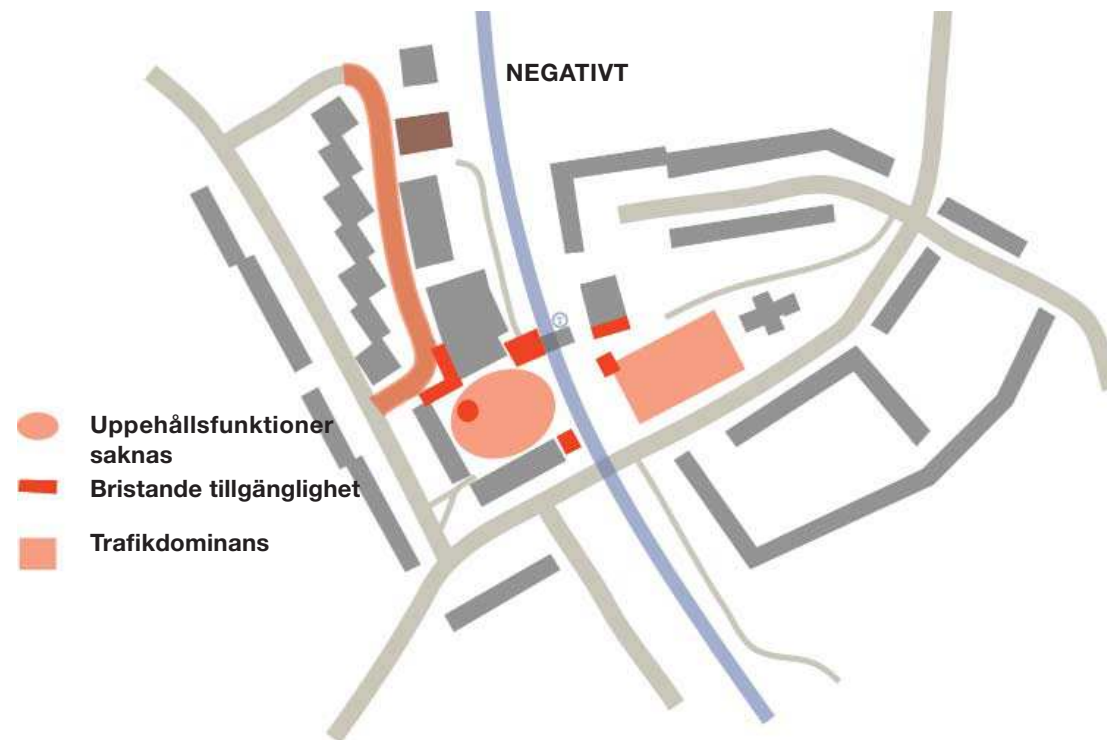 NEGATIVT
Uppehållsfunktioner
saknas
Bristande tillgänglighet
Trafikdominans